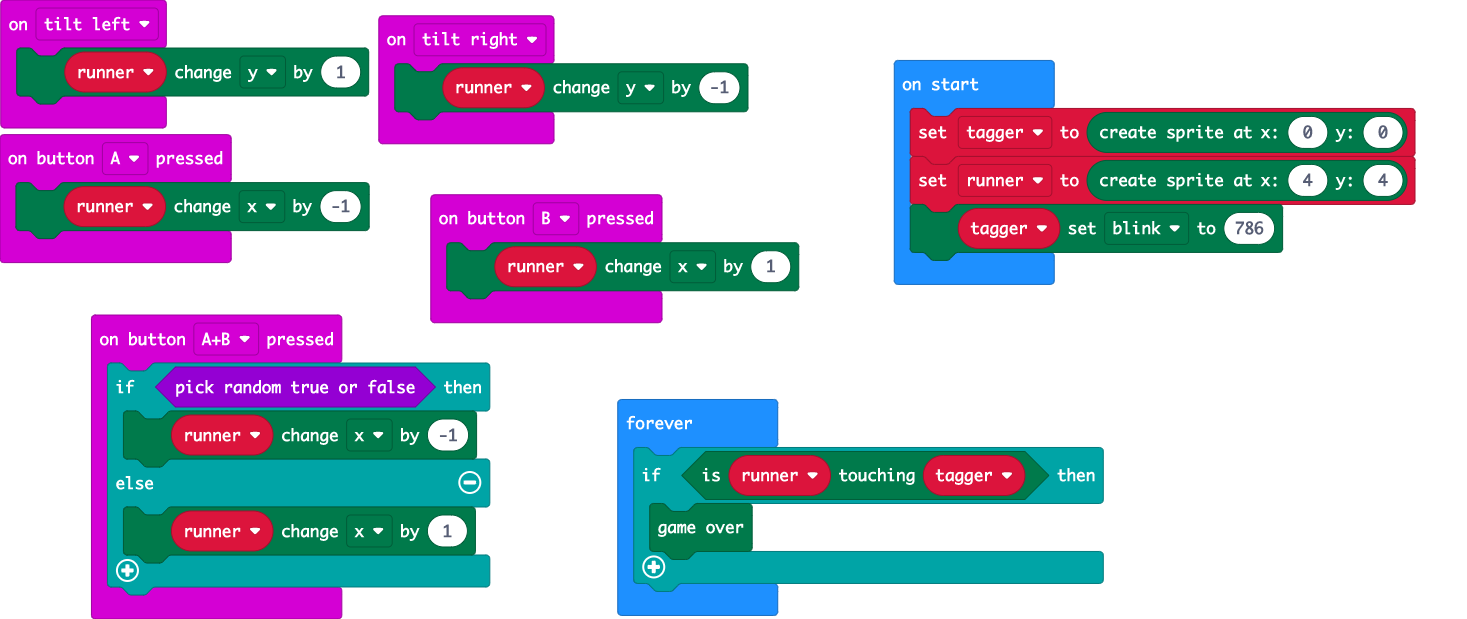 on tilt left
runner change y by 1
on tilt right
runner change y by -1
on button A pressed
runner change x by -1
on button B pressed
runner change x by 1
on start
set tagger to create sprite at x: 0 y: 0
set runner to create sprite at x: 4 y: 4
tagger set blink to 786
on button A+B pressed
if pick random true or false then
runner change x by -1
else
runner change x by 1
forever
if is runner touching tagger then
game over